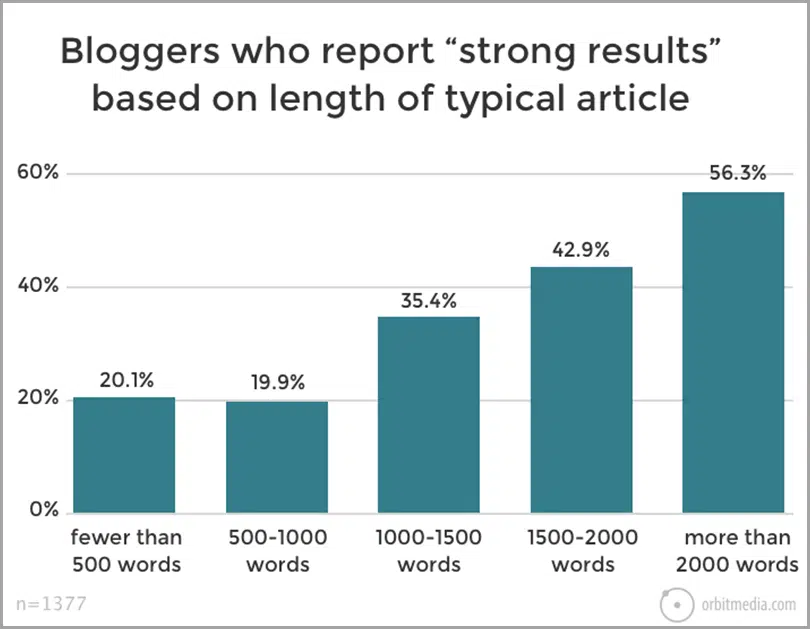 Bloggers who report “strong results”
based on length of typical article
60%
40%
20%
0%
20.1%
19.9%
35.4%
42.9%
56.3%
fewer than
500 words
500-1000
words
1000-1500
words
1500-2000
words
more than
2000 words
n=1377
orbitmedia.com